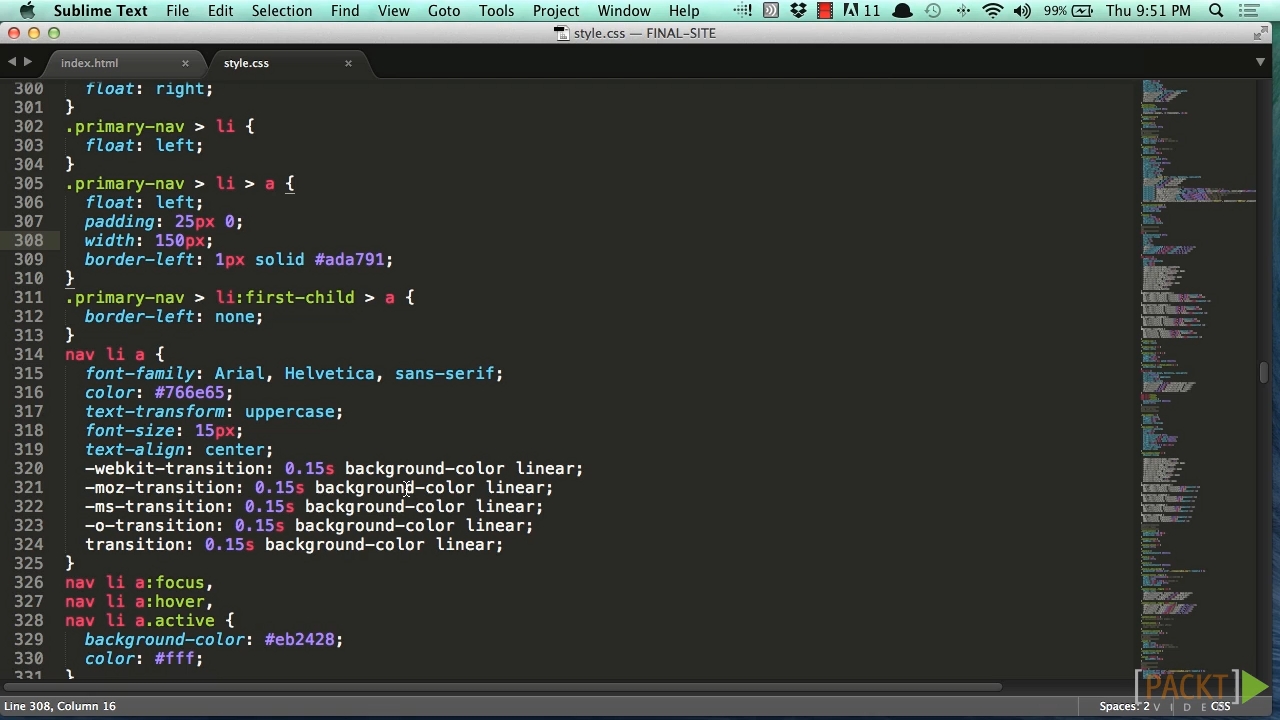 Sublime Text File Edit Selection Find View Goto Tools Project Window Help 11 99% Thu 9:51 PM
style.css — FINAL-SITE
index.html × style.css ×
300 float: right;
301 }
302 .primary-nav > li {
303 float: left;
304 }
305 .primary-nav > li > a {
306 float: left;
307 padding: 25px 0;
308 width: 150px;
309 border-left: 1px solid #ada791;
310 }
311 .primary-nav > li:first-child > a {
312 border-left: none;
313 }
314 nav li a {
315 font-family: Arial, Helvetica, sans-serif;
316 color: #766e65;
317 text-transform: uppercase;
318 font-size: 15px;
319 text-align: center;
320 -webkit-transition: 0.15s background-color linear;
321 -moz-transition: 0.15s background-color linear;
322 -ms-transition: 0.15s background-color linear;
323 -o-transition: 0.15s background-color linear;
324 transition: 0.15s background-color linear;
325 }
326 nav li a:focus,
327 nav li a:hover,
328 nav li a.active {
329 background-color: #eb2428;
330 color: #fff;
331 }
[PACKT]
VIDEO
Line 308, Column 16 Spaces: 2 CSS